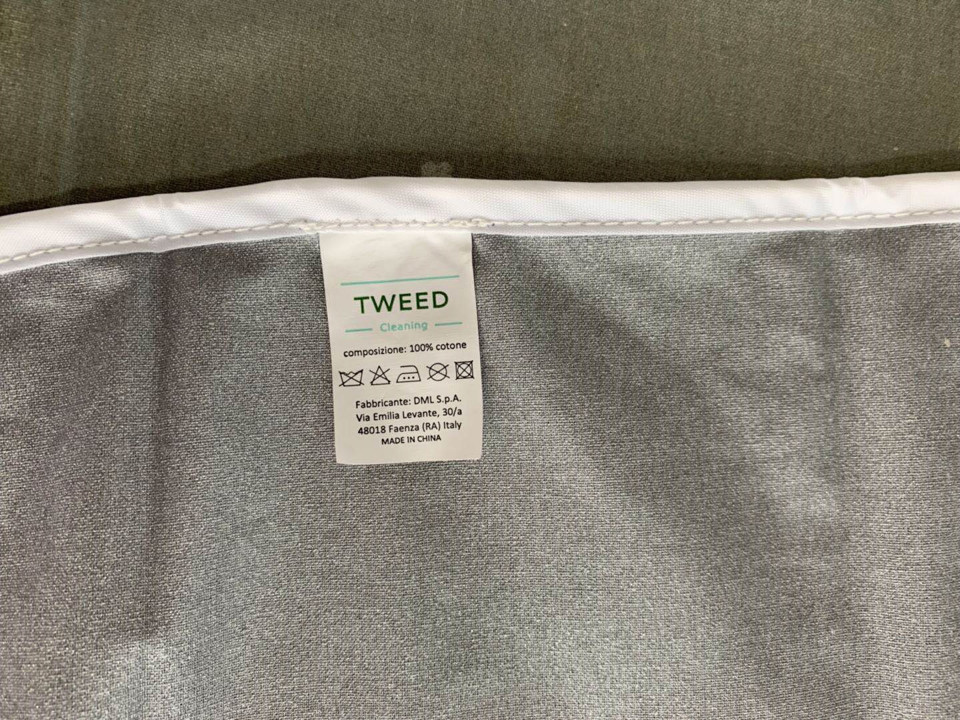 TWEED
Cleaning
composizione: 100% cotone
Fabbricante: DML S.p.A.
Via Emilia Levante, 30/a
48018 Faenza (RA) Italy
MADE IN CHINA